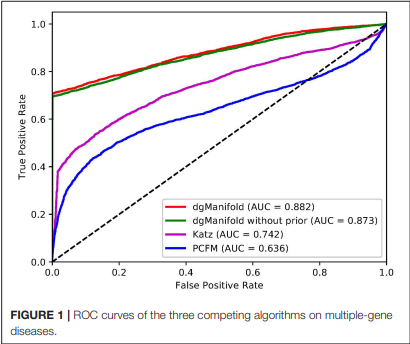 1.0
0.8
0.6
0.4
0.2
0.0
True Positive Rate
dgManifold (AUC = 0.882)
dgManifold without prior (AUC = 0.873)
Katz (AUC = 0.742)
PCFM (AUC = 0.636)
0.0 0.2 0.4 0.6 0.8 1.0
False Positive Rate
FIGURE 1 | ROC curves of the three competing algorithms on multiple-gene
diseases.